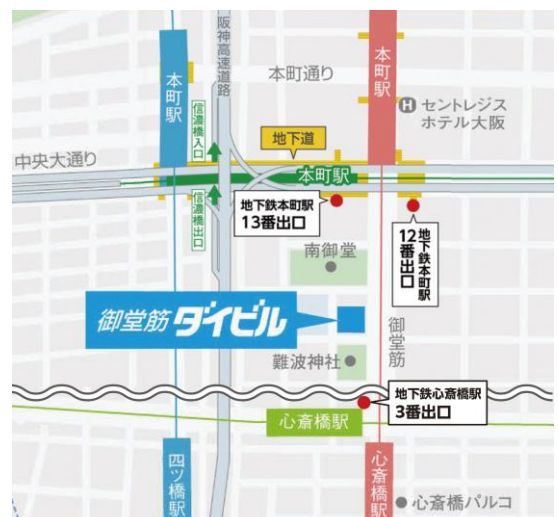 阪神高速道路
本町駅
本町駅
本町通り
信濃橋入口
H セントレジス
ホテル大阪
地下道
中央大通り
本町駅
信濃橋出口
地下鉄本町駅
13番出口
地下鉄本町駅
12番出口
南御堂
御堂筋 ダイビル
御堂筋
難波神社
地下鉄心斎橋駅
3番出口
心斎橋駅
四ツ橋駅
心斎橋駅
心斎橋パルコ